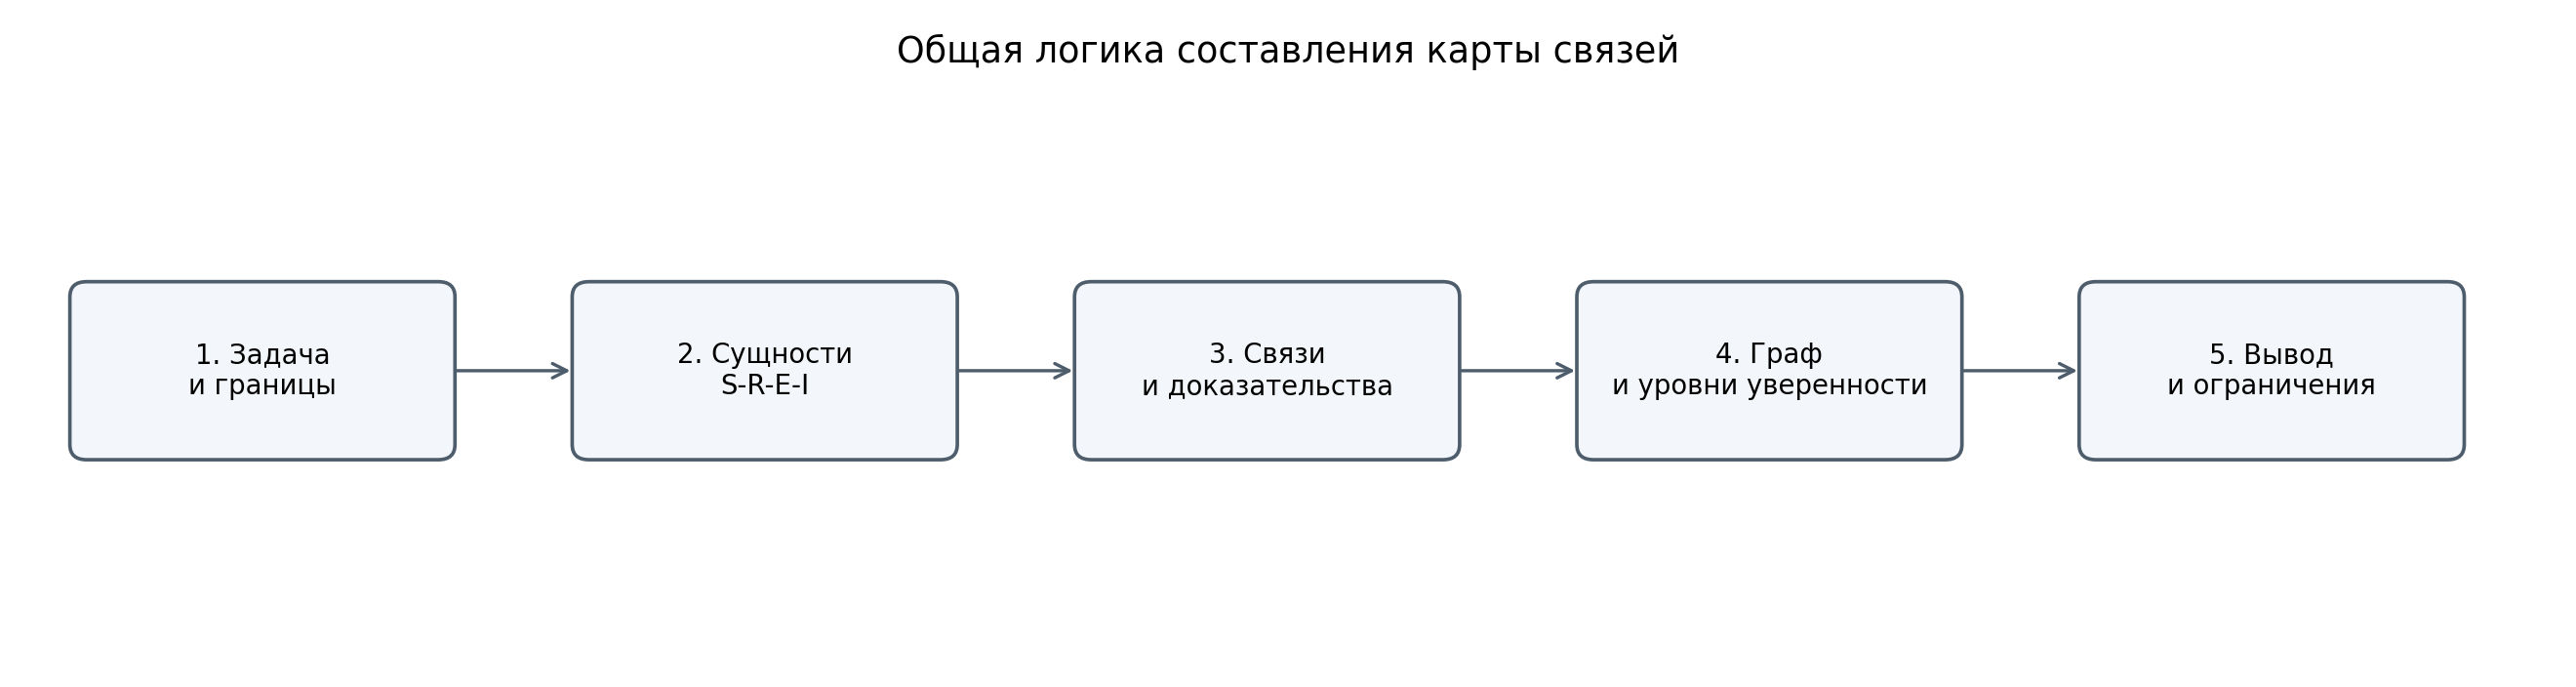 Общая логика составления карты связей
1. Задача
и границы
2. Сущности
S-R-E-I
3. Связи
и доказательства
4. Граф
и уровни уверенности
5. Вывод
и ограничения